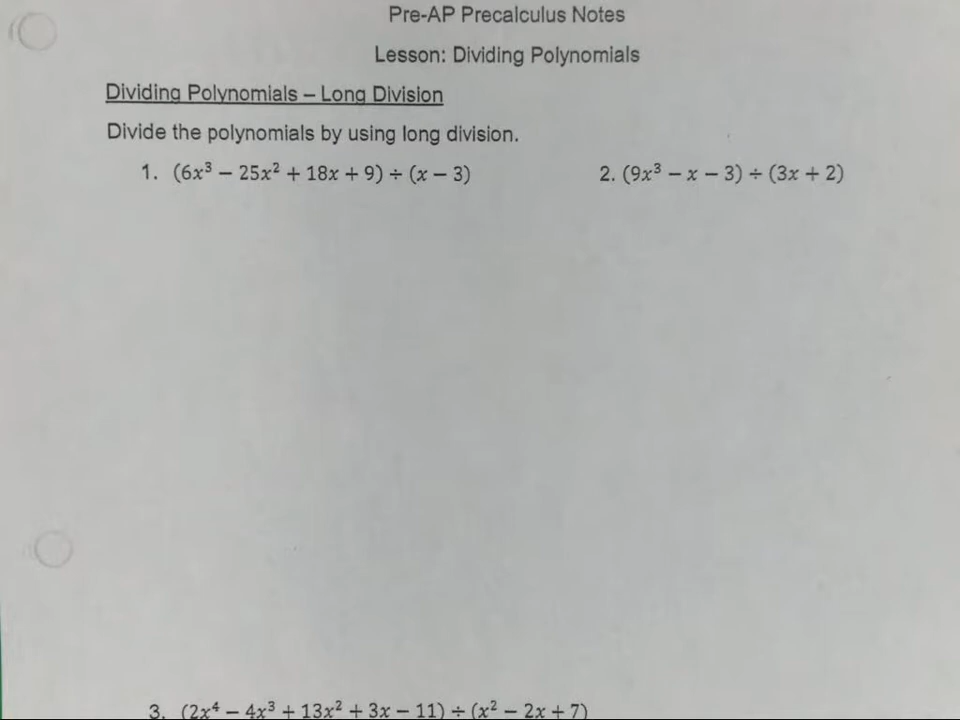 Pre-AP Precalculus Notes
Lesson: Dividing Polynomials
Dividing Polynomials – Long Division
Divide the polynomials by using long division.
1. (6x³ − 25x² + 18x + 9) ÷ (x − 3) 2. (9x³ − x − 3) ÷ (3x + 2)
3. (2x⁴ − 4x³ + 13x² + 3x − 11) ÷ (x² − 2x + 7)